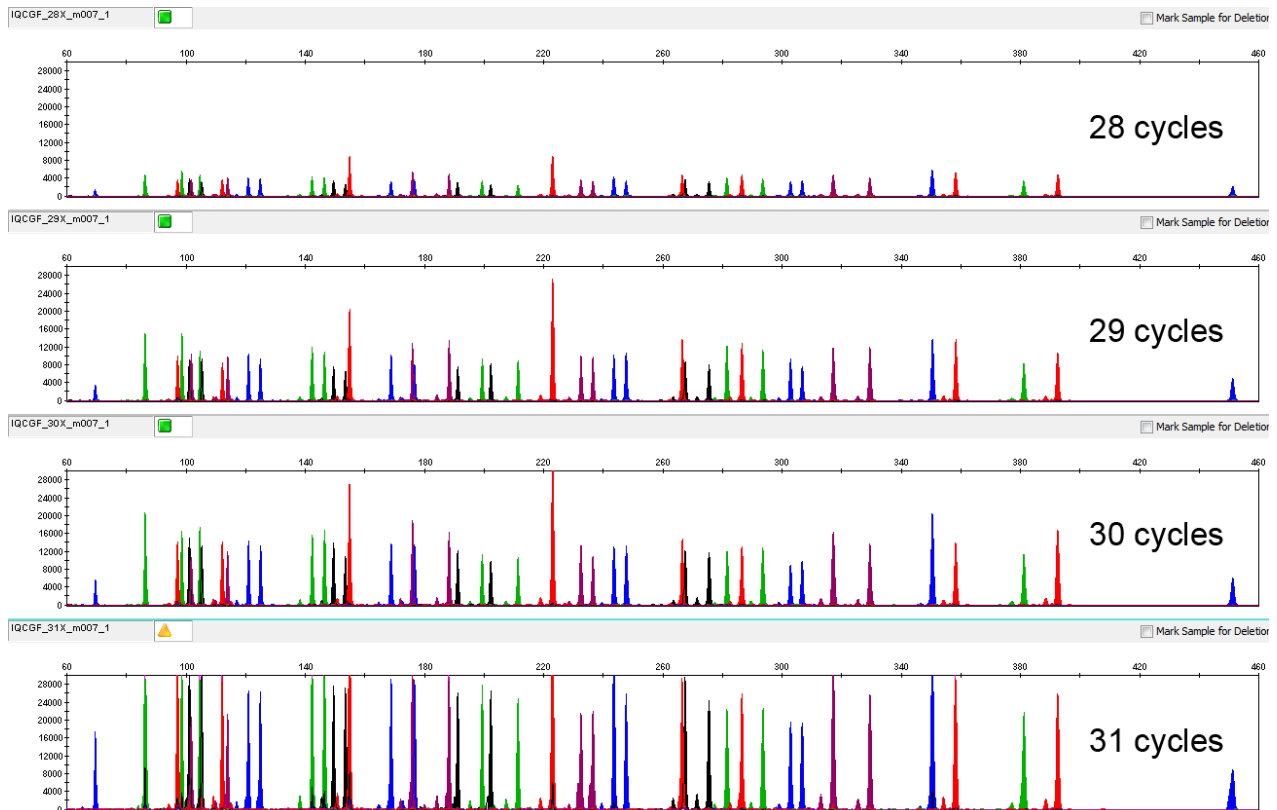 IQCGF_28X_m007_1 Mark Sample for Deletion
60 100 140 180 220 260 300 340 380 420 460
28000
24000
20000
16000
12000
8000
4000
0
28 cycles
IQCGF_29X_m007_1 Mark Sample for Deletion
60 100 140 180 220 260 300 340 380 420 460
28000
24000
20000
16000
12000
8000
4000
0
29 cycles
IQCGF_30X_m007_1 Mark Sample for Deletion
60 100 140 180 220 260 300 340 380 420 460
28000
24000
20000
16000
12000
8000
4000
0
30 cycles
IQCGF_31X_m007_1 Mark Sample for Deletion
60 100 140 180 220 260 300 340 380 420 460
28000
24000
20000
16000
12000
8000
4000
0
31 cycles